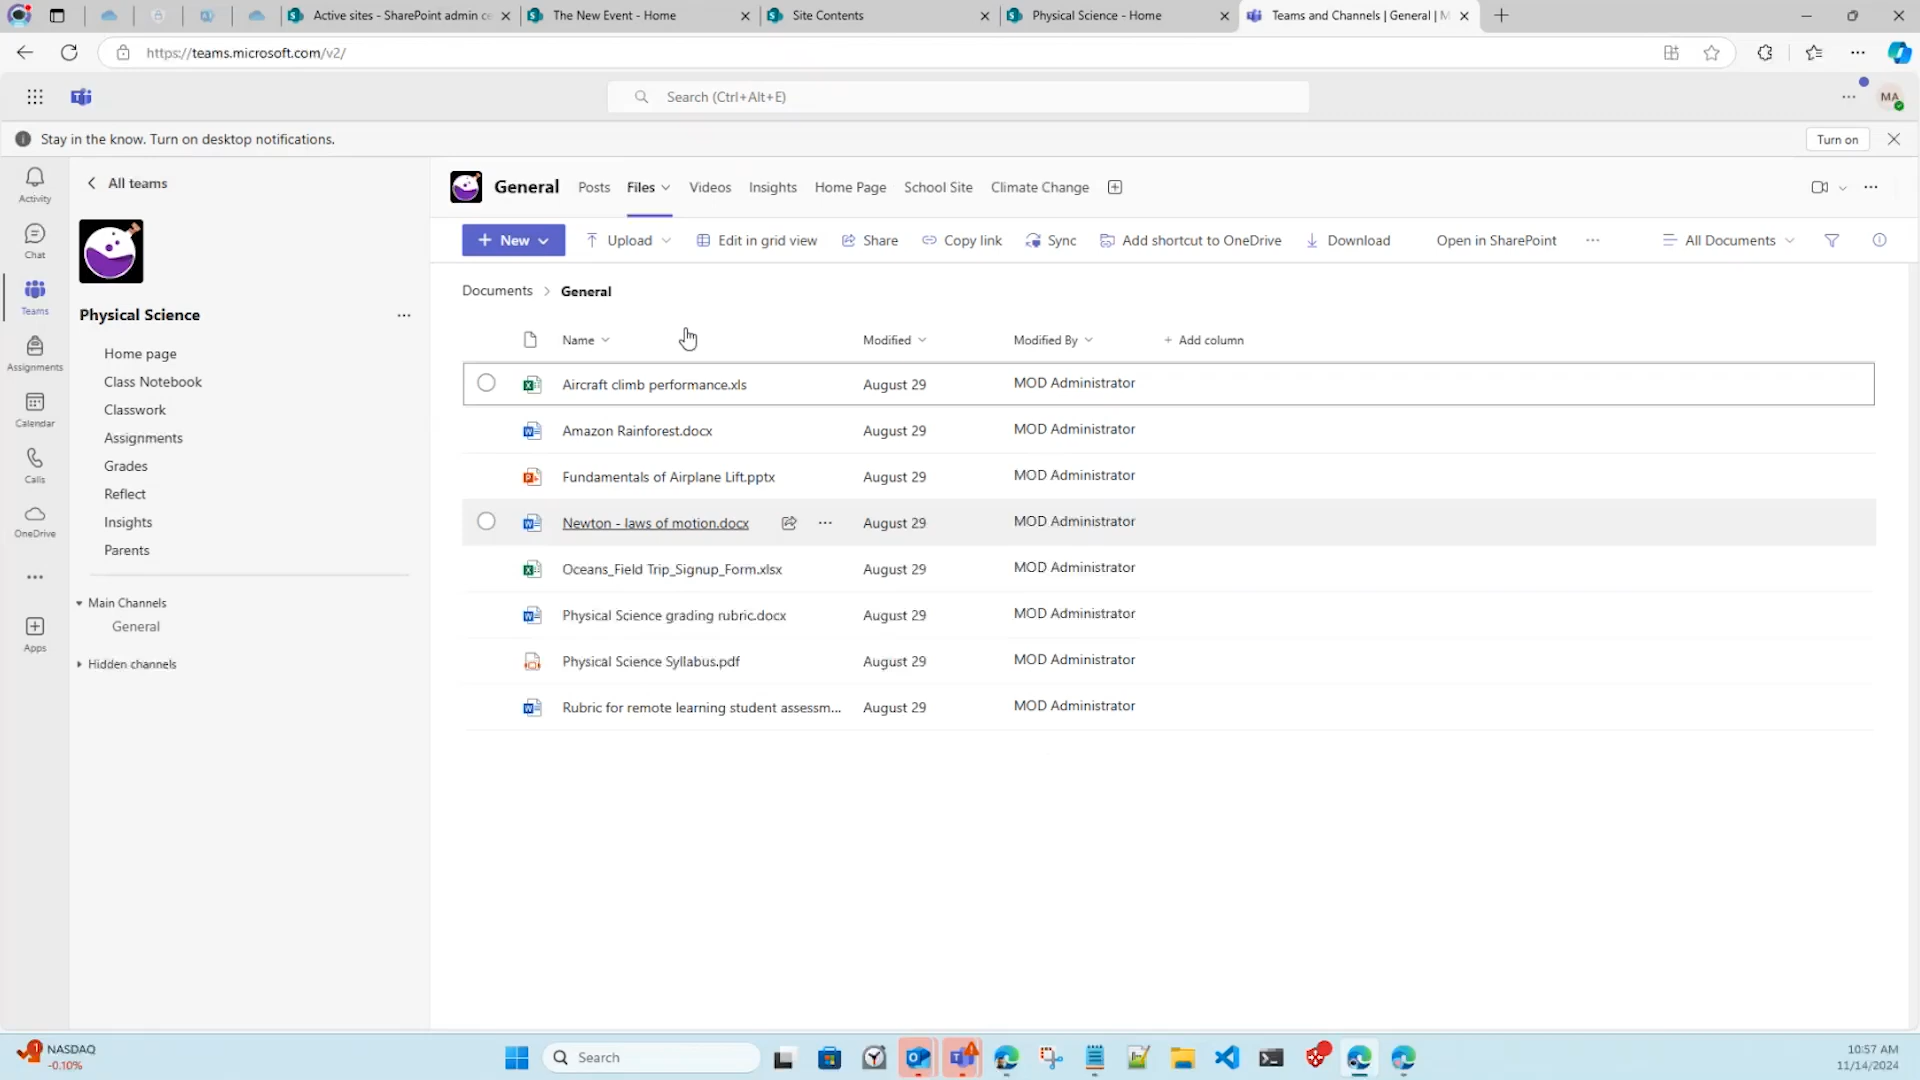 Active sites - SharePoint admin ce
The New Event - Home
Site Contents
Physical Science - Home
Teams and Channels | General | M
https://teams.microsoft.com/v2/
Search (Ctrl+Alt+E)
MA
Stay in the know. Turn on desktop notifications.
Turn on
Activity
Chat
Teams
Assignments
Calendar
Calls
OneDrive
Apps
All teams
Physical Science
Home page
Class Notebook
Classwork
Assignments
Grades
Reflect
Insights
Parents
Main Channels
General
Hidden channels
General Posts Files Videos Insights Home Page School Site Climate Change
New Upload Edit in grid view Share Copy link Sync Add shortcut to OneDrive Download Open in SharePoint All Documents
Documents > General
Name Modified Modified By + Add column
Aircraft climb performance.xls August 29 MOD Administrator
Amazon Rainforest.docx August 29 MOD Administrator
Fundamentals of Airplane Lift.pptx August 29 MOD Administrator
Newton - laws of motion.docx August 29 MOD Administrator
Oceans_Field Trip_Signup_Form.xlsx August 29 MOD Administrator
Physical Science grading rubric.docx August 29 MOD Administrator
Physical Science Syllabus.pdf August 29 MOD Administrator
Rubric for remote learning student assessm... August 29 MOD Administrator
1
NASDAQ
-0.10%
Search
10:57 AM
11/14/2024